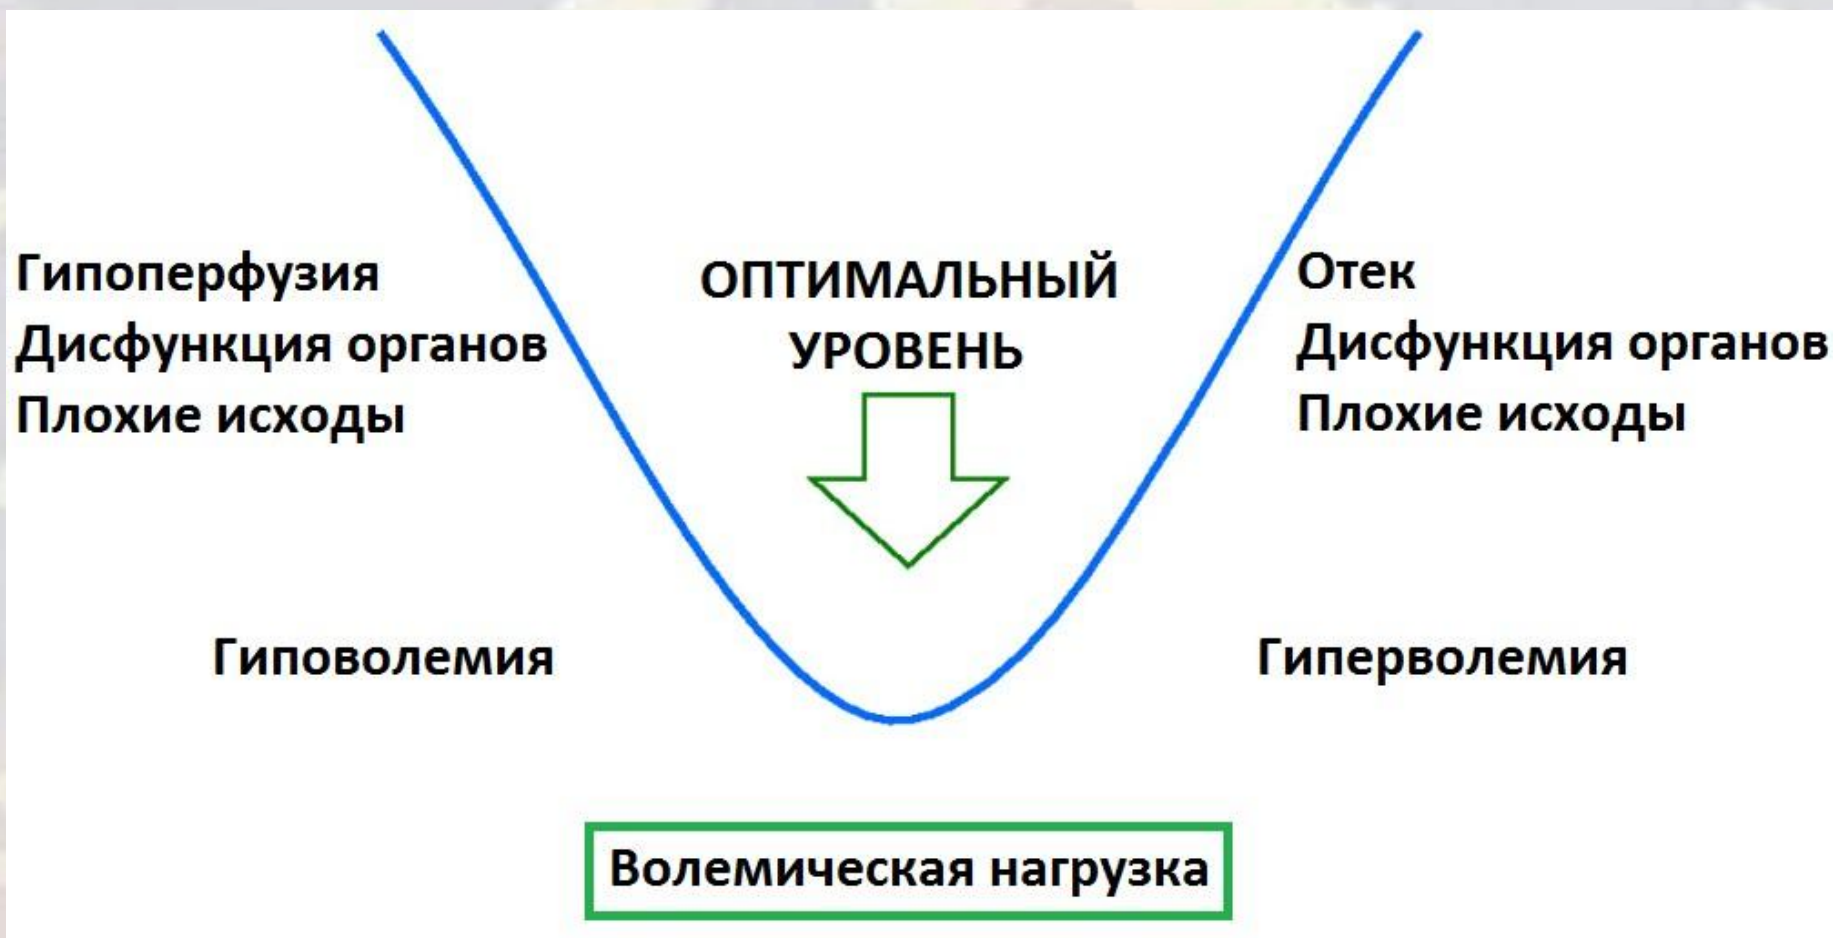 Гипоперфузия
Дисфункция органов
Плохие исходы
ОПТИМАЛЬНЫЙ
УРОВЕНЬ
Отек
Дисфункция органов
Плохие исходы
Гиповолемия
Гиперволемия
Волемическая нагрузка